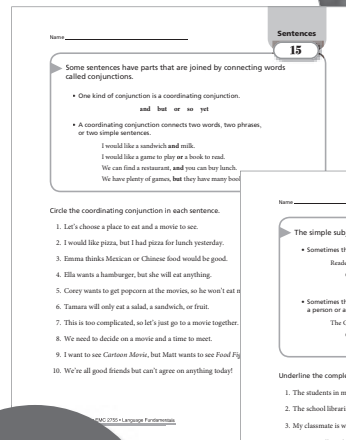 Sentences
15
Name
Some sentences have parts that are joined by connecting words
called conjunctions.
• One kind of conjunction is a coordinating conjunction.
and but or so yet
• A coordinating conjunction connects two words, two phrases,
or two simple sentences.
I would like a sandwich and milk.
I would like a game to play or a book to read.
We can find a restaurant, and you can buy lunch.
We have plenty of games, but they have many
Circle the coordinating conjunction in each sentence.
1. Let's choose a place to eat and a movie to see.
2. I would like pizza, but I had pizza for lunch yesterday.
3. Emma thinks Mexican or Chinese food would be good.
4. Ella wants a hamburger, but she will eat anything.
5. Corey wants to get popcorn at the movies, so he won't eat
6. Tamara will only eat a salad, a sandwich, or fruit.
7. This is too complicated, so let's just go to a movie together.
8. We need to decide on a movie and a time to meet.
9. I want to see Cartoon Movie, but Matt wants to see Food
10. We're all good friends but can't agree on anything today!
EMC 2755 • Language Fundamentals
Name
The simple
• Sometimes
• Sometimes
a person or a
The
Underline the
1. The students in
2. The school
3. My classmate is